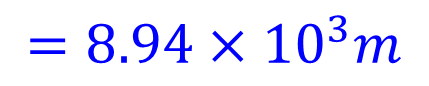 = 8.94 × 10³m